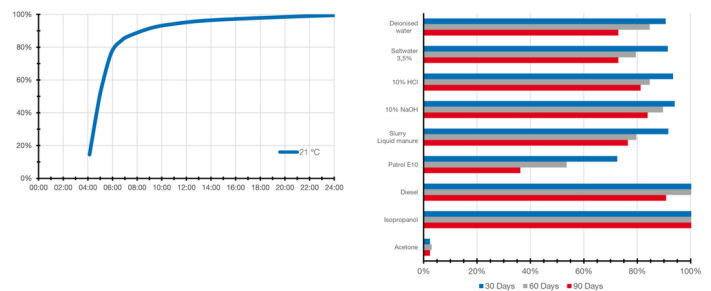 100%
80%
60%
40%
20%
0%
00:00 02:00 04:00 06:00 08:00 10:00 12:00 14:00 16:00 18:00 20:00 22:00 24:00
21 °C
Deionised
water
Saltwater
3,5%
10% HCl
10% NaOH
Slurry
Liquid manure
Patrol E10
Diesel
Isopropanol
Acetone
0% 20% 40% 60% 80% 100%
30 Days 60 Days 90 Days